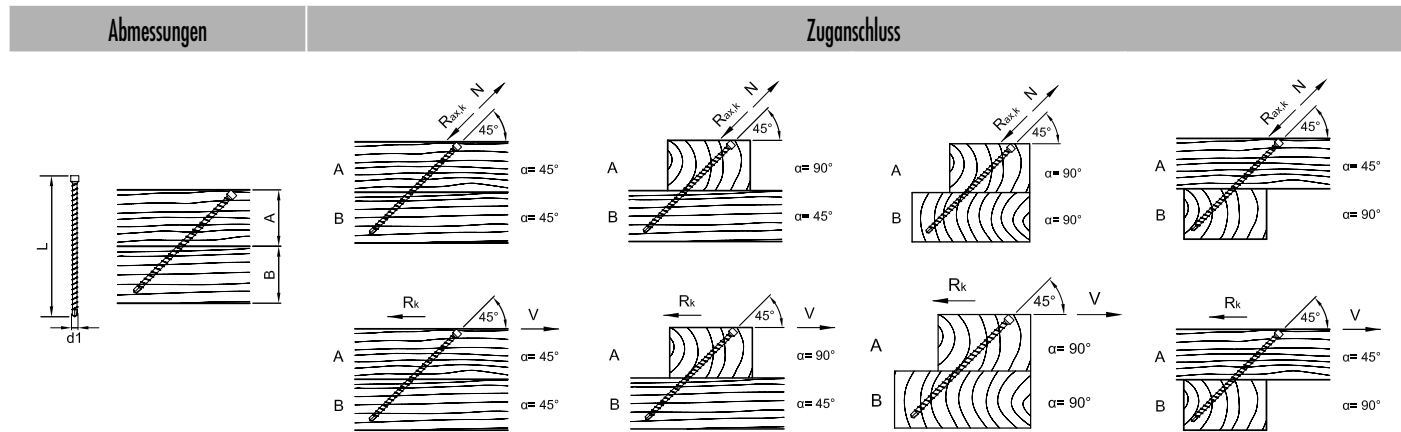 Abmessungen
Zuganschluss
L
d1
A
B
Rax,k
N
45°
A
α= 45°
B
α= 45°
Rax,k
N
45°
A
α= 90°
B
α= 45°
Rax,k
N
45°
A
α= 90°
B
α= 90°
Rax,k
N
45°
A
α= 45°
B
α= 90°
Rk
45°
V
A
α= 45°
B
α= 45°
Rk
45°
V
A
α= 90°
B
α= 45°
Rk
45°
V
A
α= 90°
B
α= 90°
Rk
45°
V
A
α= 45°
B
α= 90°